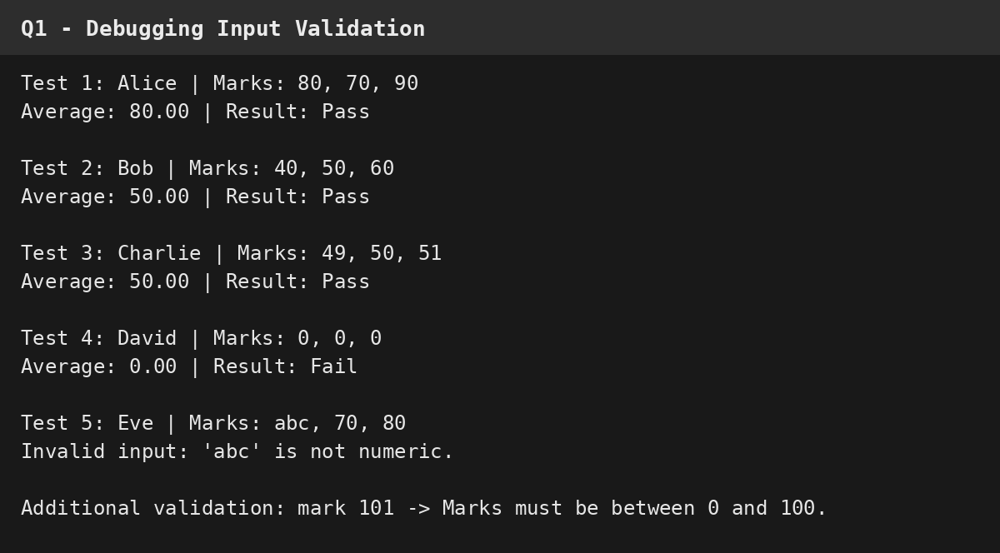 Q1 - Debugging Input Validation
Test 1: Alice | Marks: 80, 70, 90
Average: 80.00 | Result: Pass
Test 2: Bob | Marks: 40, 50, 60
Average: 50.00 | Result: Pass
Test 3: Charlie | Marks: 49, 50, 51
Average: 50.00 | Result: Pass
Test 4: David | Marks: 0, 0, 0
Average: 0.00 | Result: Fail
Test 5: Eve | Marks: abc, 70, 80
Invalid input: 'abc' is not numeric.
Additional validation: mark 101 -> Marks must be between 0 and 100.